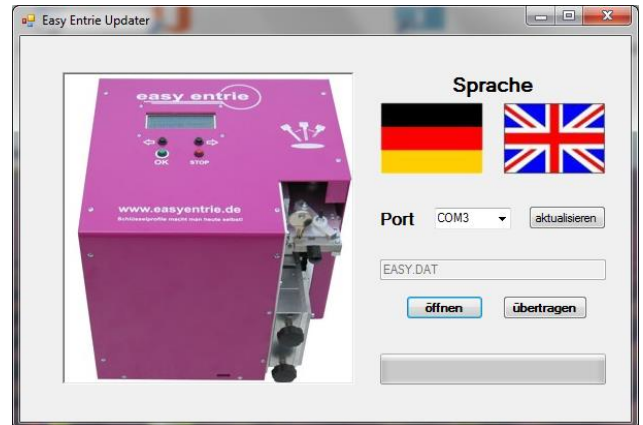 Easy Entrie Updater
easy entrie
OK
STOP
www.easyentrie.de
Schlüsselprofile macht man heute selbst!
Sprache
Port
COM3
aktualisieren
EASY.DAT
öffnen
übertragen